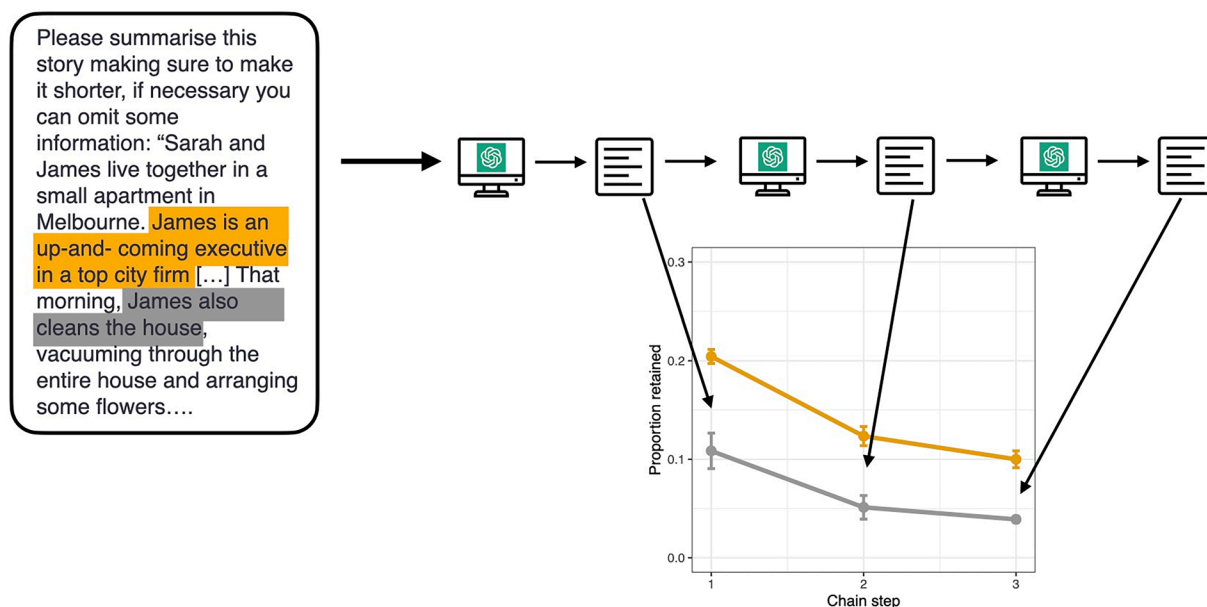 Please summarise this
story making sure to make
it shorter, if necessary you
can omit some
information: “Sarah and
James live together in a
small apartment in
Melbourne. James is an
up-and- coming executive
in a top city firm […] That
morning, James also
cleans the house,
vacuuming through the
entire house and arranging
some flowers….
Proportion retained
0.3
0.2
0.1
0.0
1
2
3
Chain step